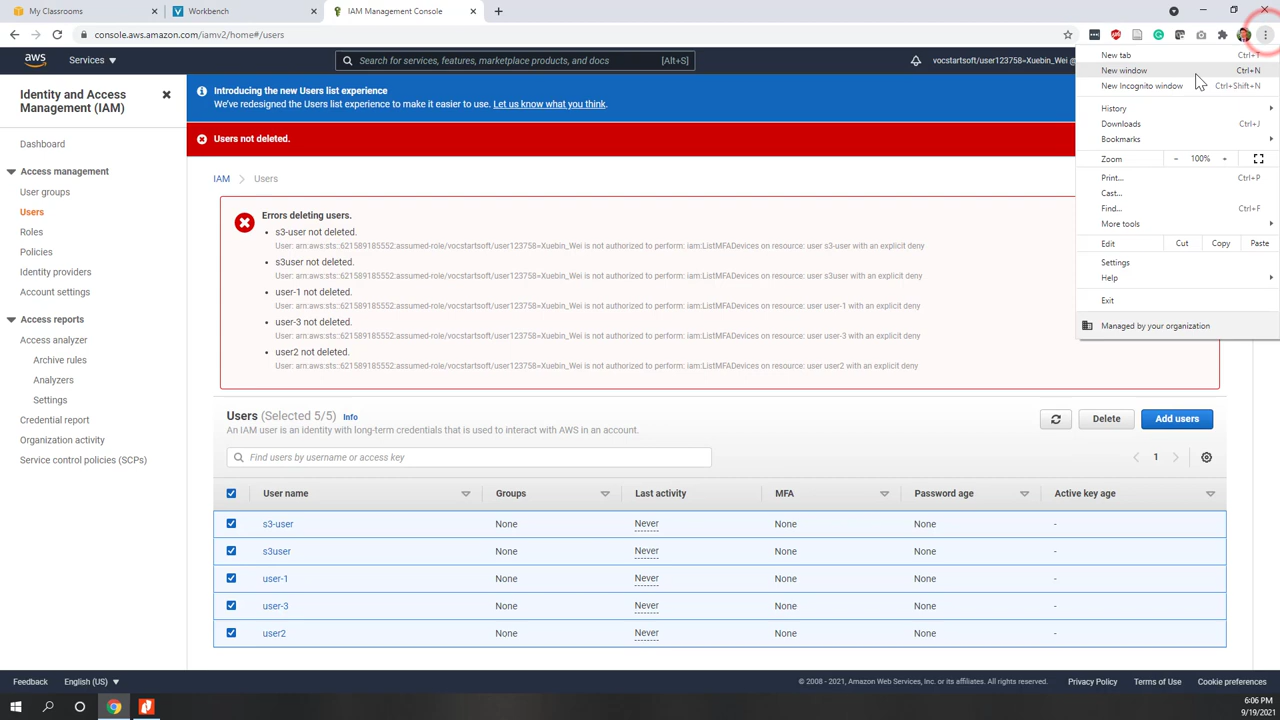 My Classrooms
Workbench
IAM Management Console
console.aws.amazon.com/iamv2/home#/users
aws
Services
Search for services, features, marketplace products, and docs
[Alt+S]
vocstartsoft/user123758=Xuebin_Wei @
New tab
Ctrl+T
New window
Ctrl+N
New Incognito window
Ctrl+Shift+N
History
Downloads
Ctrl+J
Bookmarks
Zoom
-
100%
+
Print...
Ctrl+P
Cast...
Find...
Ctrl+F
More tools
Edit
Cut
Copy
Paste
Settings
Help
Exit
Managed by your organization
Identity and Access
Management (IAM)
Dashboard
Access management
User groups
Users
Roles
Policies
Identity providers
Account settings
Access reports
Access analyzer
Archive rules
Analyzers
Settings
Credential report
Organization activity
Service control policies (SCPs)
Introducing the new Users list experience
We've redesigned the Users list experience to make it easier to use. Let us know what you think.
Users not deleted.
IAM
Users
Errors deleting users.
• s3-user not deleted.
User: arn:aws:sts::621589185552:assumed-role/vocstartsoft/user123758=Xuebin_Wei is not authorized to perform: iam:ListMFADevices on resource: user s3-user with an explicit deny
• s3user not deleted.
User: arn:aws:sts::621589185552:assumed-role/vocstartsoft/user123758=Xuebin_Wei is not authorized to perform: iam:ListMFADevices on resource: user s3user with an explicit deny
• user-1 not deleted.
User: arn:aws:sts::621589185552:assumed-role/vocstartsoft/user123758=Xuebin_Wei is not authorized to perform: iam:ListMFADevices on resource: user user-1 with an explicit deny
• user-3 not deleted.
User: arn:aws:sts::621589185552:assumed-role/vocstartsoft/user123758=Xuebin_Wei is not authorized to perform: iam:ListMFADevices on resource: user user-3 with an explicit deny
• user2 not deleted.
User: arn:aws:sts::621589185552:assumed-role/vocstartsoft/user123758=Xuebin_Wei is not authorized to perform: iam:ListMFADevices on resource: user user2 with an explicit deny
Users (Selected 5/5) Info
An IAM user is an identity with long-term credentials that is used to interact with AWS in an account.
Delete
Add users
Find users by username or access key
1
User name
Groups
Last activity
MFA
Password age
Active key age
s3-user None Never None None -
s3user None Never None None -
user-1 None Never None None -
user-3 None Never None None -
user2 None Never None None -
Feedback
English (US)
© 2008 - 2021, Amazon Web Services, Inc. or its affiliates. All rights reserved.
Privacy Policy
Terms of Use
Cookie preferences
6:06 PM
9/19/2021